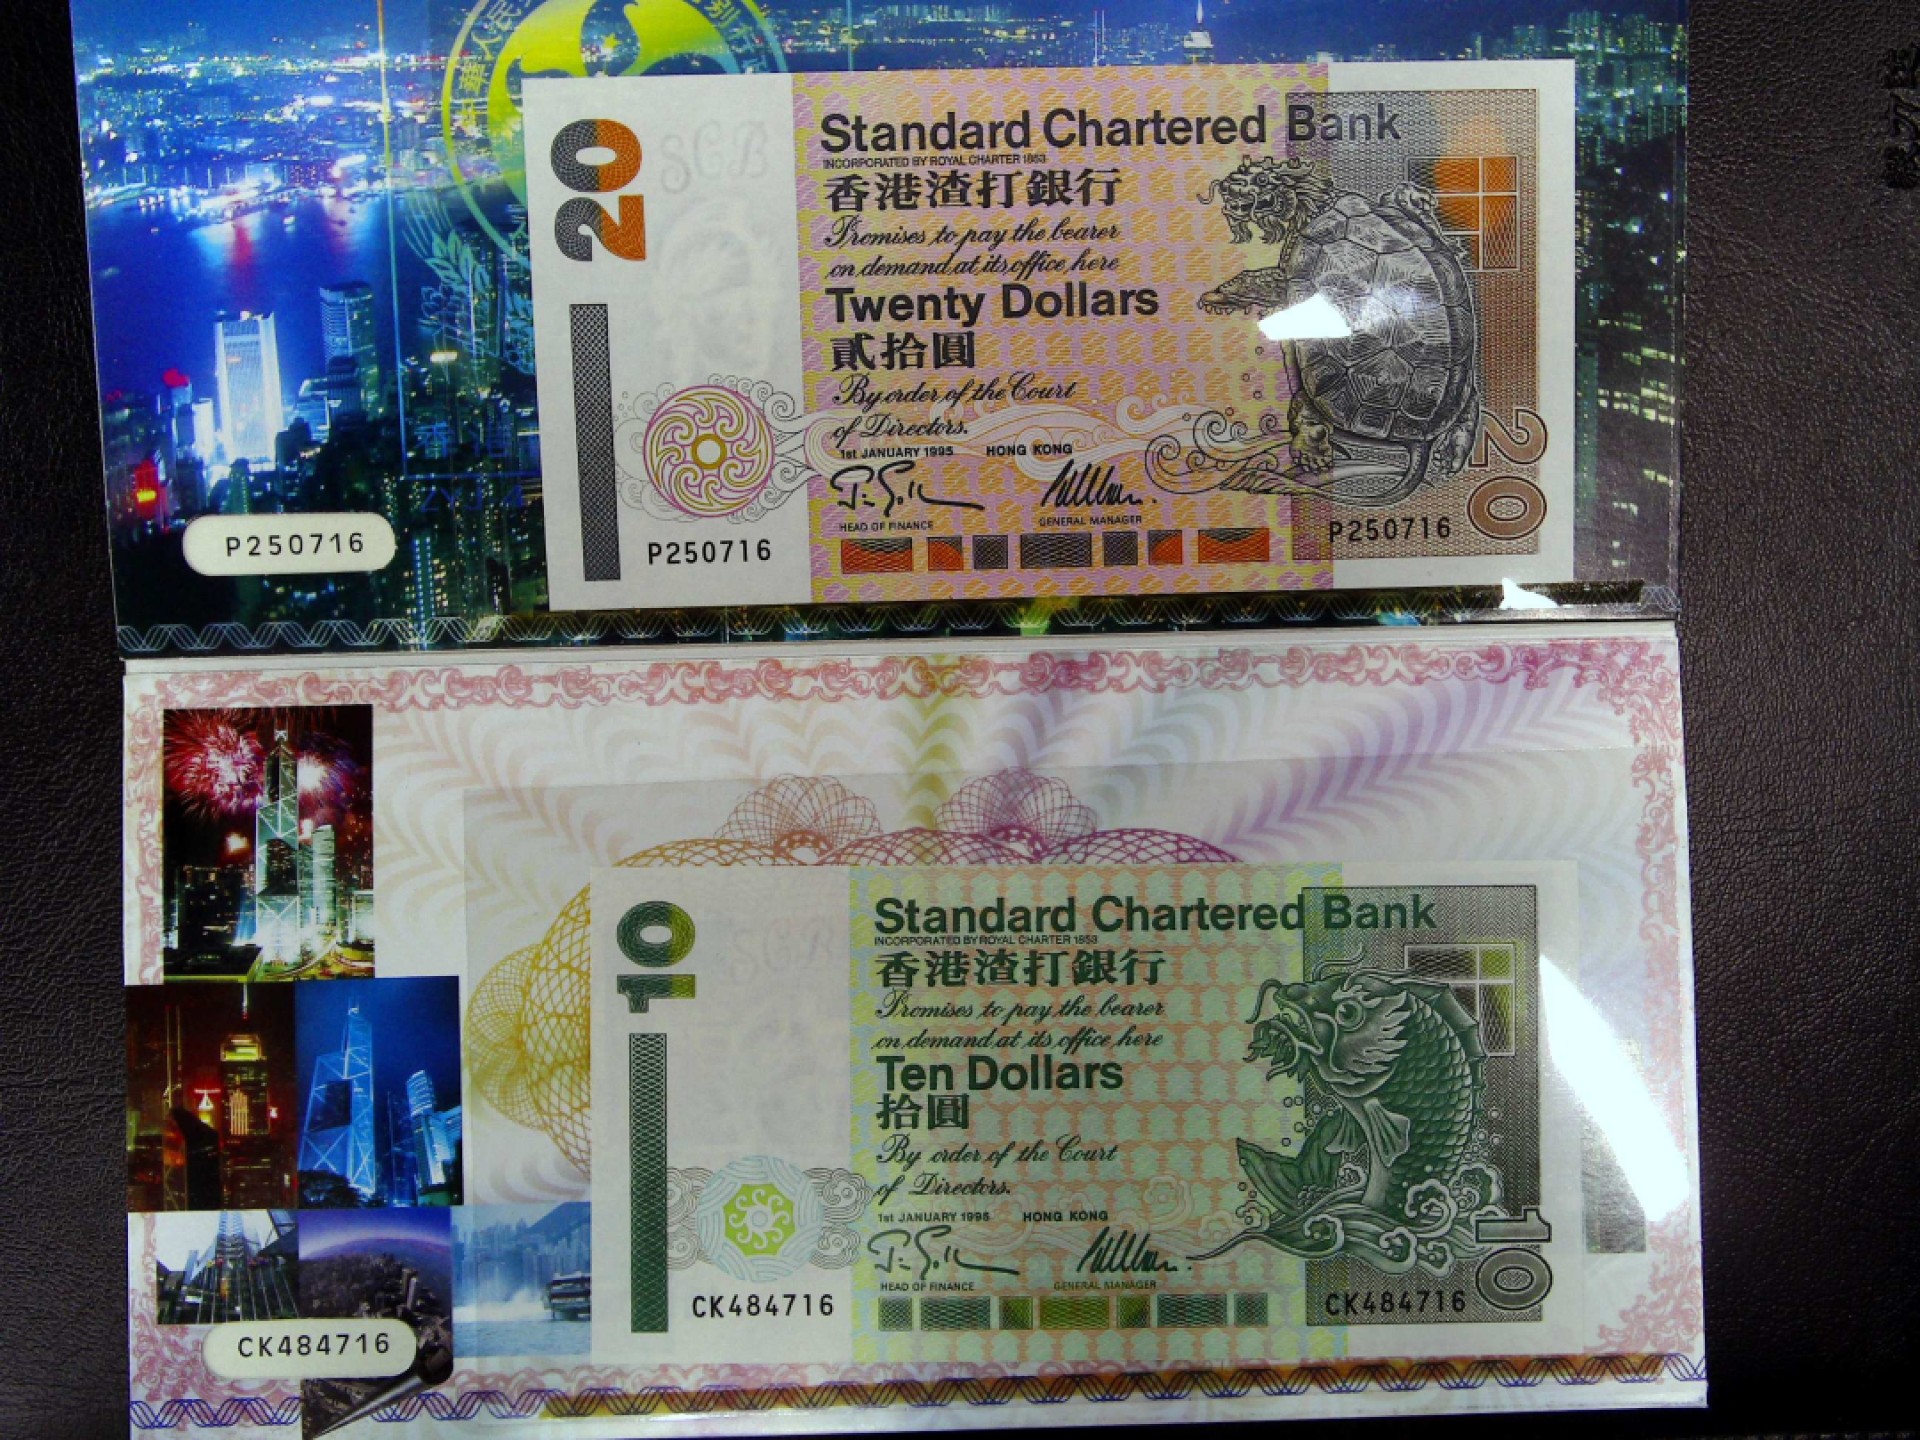 20
SCB
Standard Chartered Bank
INCORPORATED BY ROYAL CHARTER 1853
香港渣打銀行
Promises to pay the bearer
on demand at its office here
Twenty Dollars
貳拾圓
By order of the Court
of Directors.
1st JANUARY 1995 HONG KONG
HEAD OF FINANCE GENERAL MANAGER
P250716
P250716
P250716
20
10
SCB
Standard Chartered Bank
INCORPORATED BY ROYAL CHARTER 1853
香港渣打銀行
Promises to pay the bearer
on demand at its office here
Ten Dollars
拾圓
By order of the Court
of Directors.
1st JANUARY 1995 HONG KONG
HEAD OF FINANCE GENERAL MANAGER
CK484716
CK484716
CK484716
10